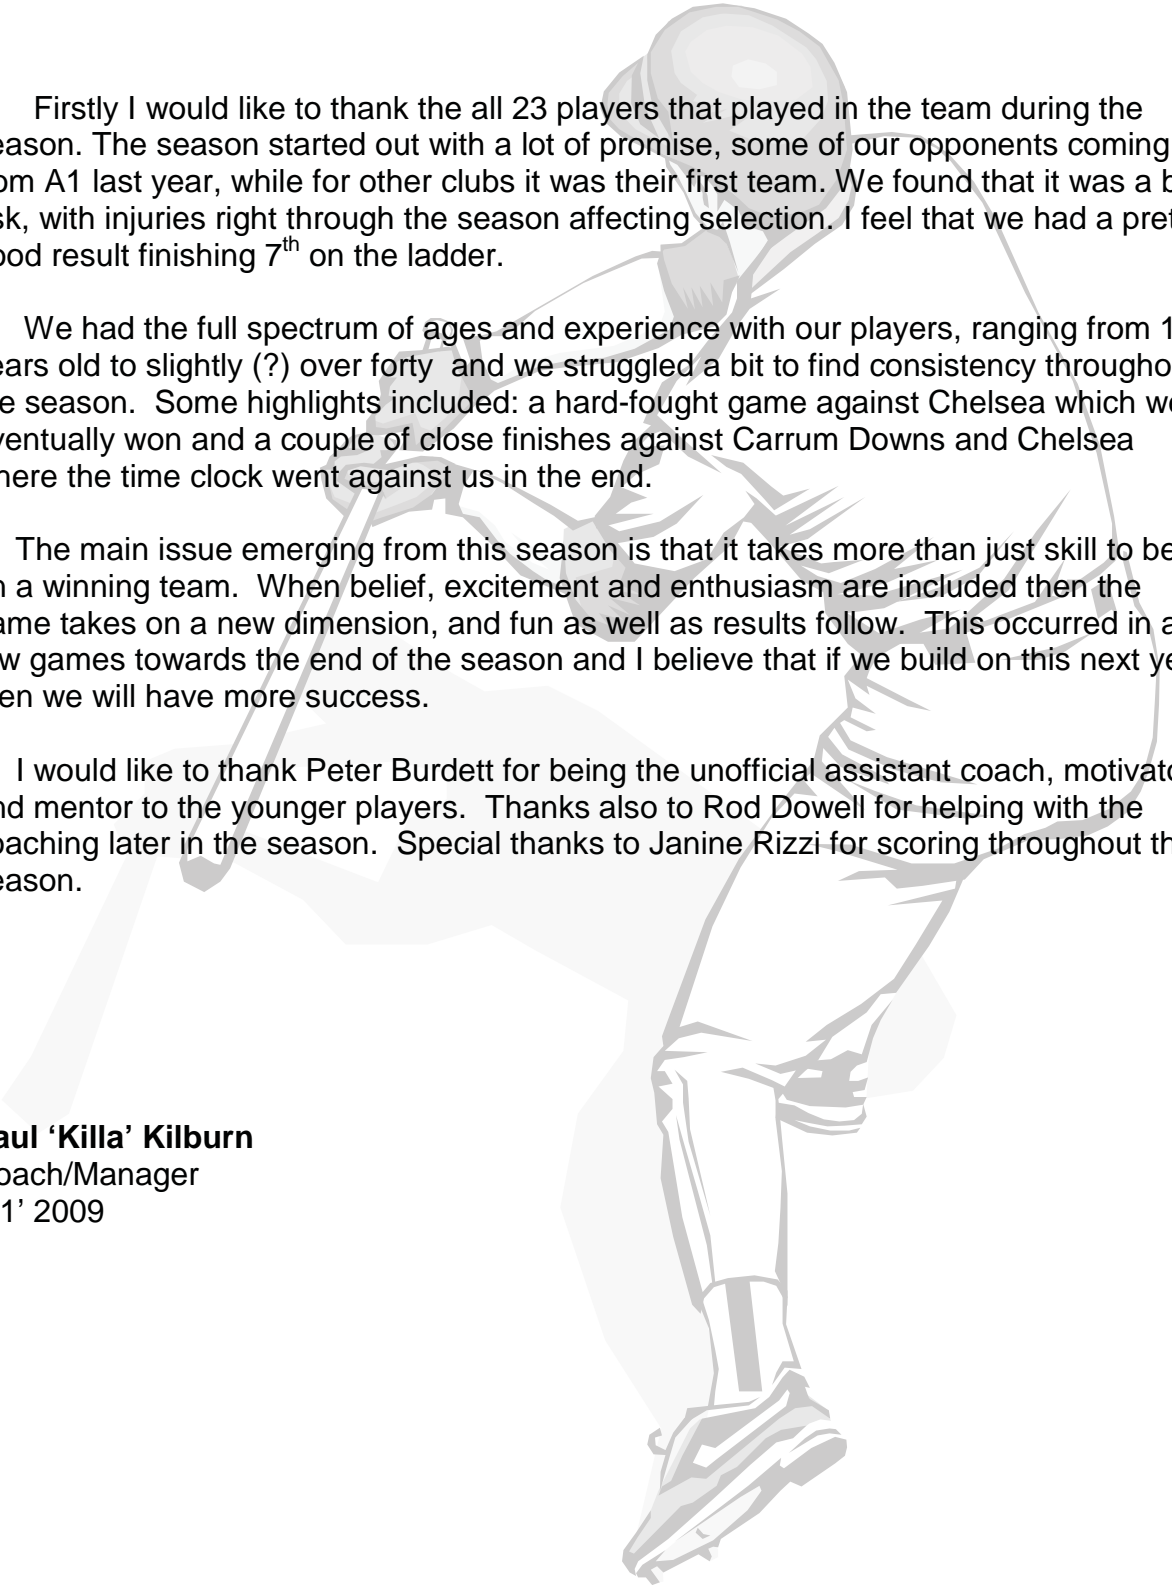 Firstly I would like to thank the all 23 players that played in the team during the
eason. The season started out with a lot of promise, some of our opponents coming
om A1 last year, while for other clubs it was their first team. We found that it was a b
sk, with injuries right through the season affecting selection. I feel that we had a pret
ood result finishing 7th on the ladder.
We had the full spectrum of ages and experience with our players, ranging from 1
ears old to slightly (?) over forty and we struggled a bit to find consistency througho
e season. Some highlights included: a hard-fought game against Chelsea which we
ventually won and a couple of close finishes against Carrum Downs and Chelsea
here the time clock went against us in the end.
The main issue emerging from this season is that it takes more than just skill to be
n a winning team. When belief, excitement and enthusiasm are included then the
ame takes on a new dimension, and fun as well as results follow. This occurred in a
w games towards the end of the season and I believe that if we build on this next ye
en we will have more success.
I would like to thank Peter Burdett for being the unofficial assistant coach, motivato
nd mentor to the younger players. Thanks also to Rod Dowell for helping with the
oaching later in the season. Special thanks to Janine Rizzi for scoring throughout th
eason.
aul ‘Killa’ Kilburn
oach/Manager
1’ 2009